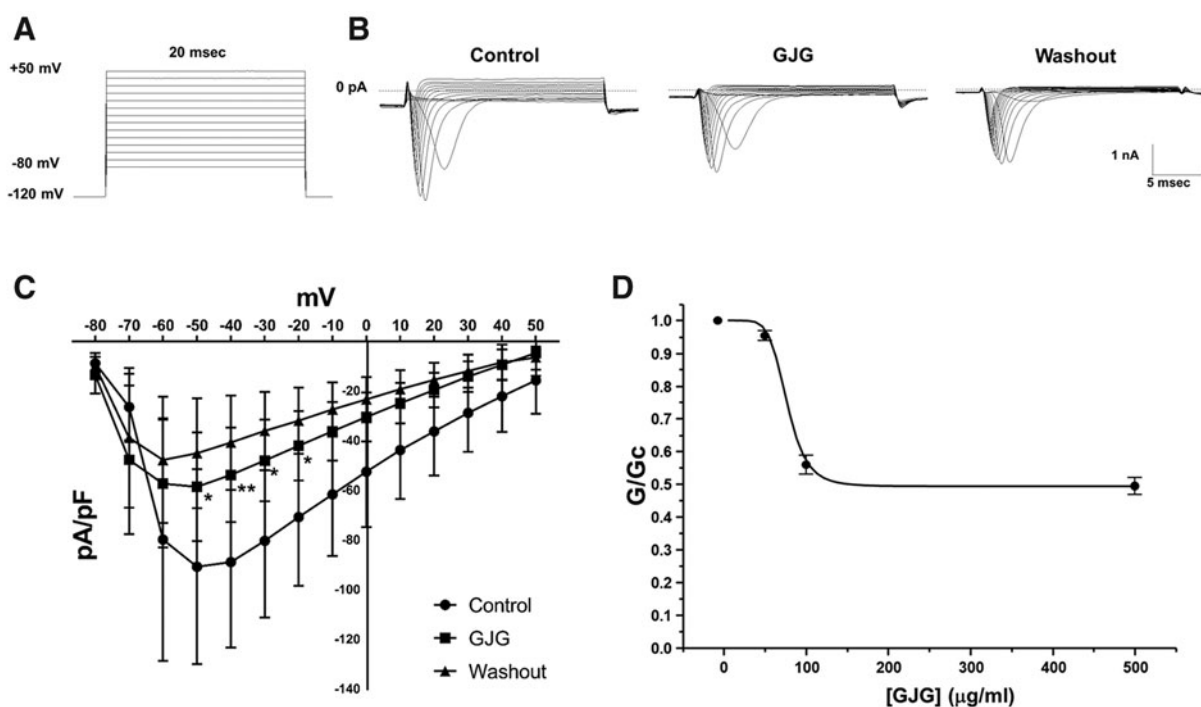 A
20 msec
+50 mV
-80 mV
-120 mV
B
Control
GJG
Washout
0 pA
1 nA
5 msec
C
mV
-80 -70 -60 -50 -40 -30 -20 -10 0 10 20 30 40 50
-20
-40
-60
-80
-100
-120
-140
pA/pF
* ** * *
Control
GJG
Washout
D
1.0
0.9
0.8
0.7
0.6
0.5
0.4
0.3
0.2
0.1
0.0
G/Gc
0 100 200 300 400 500
[GJG] (μg/ml)